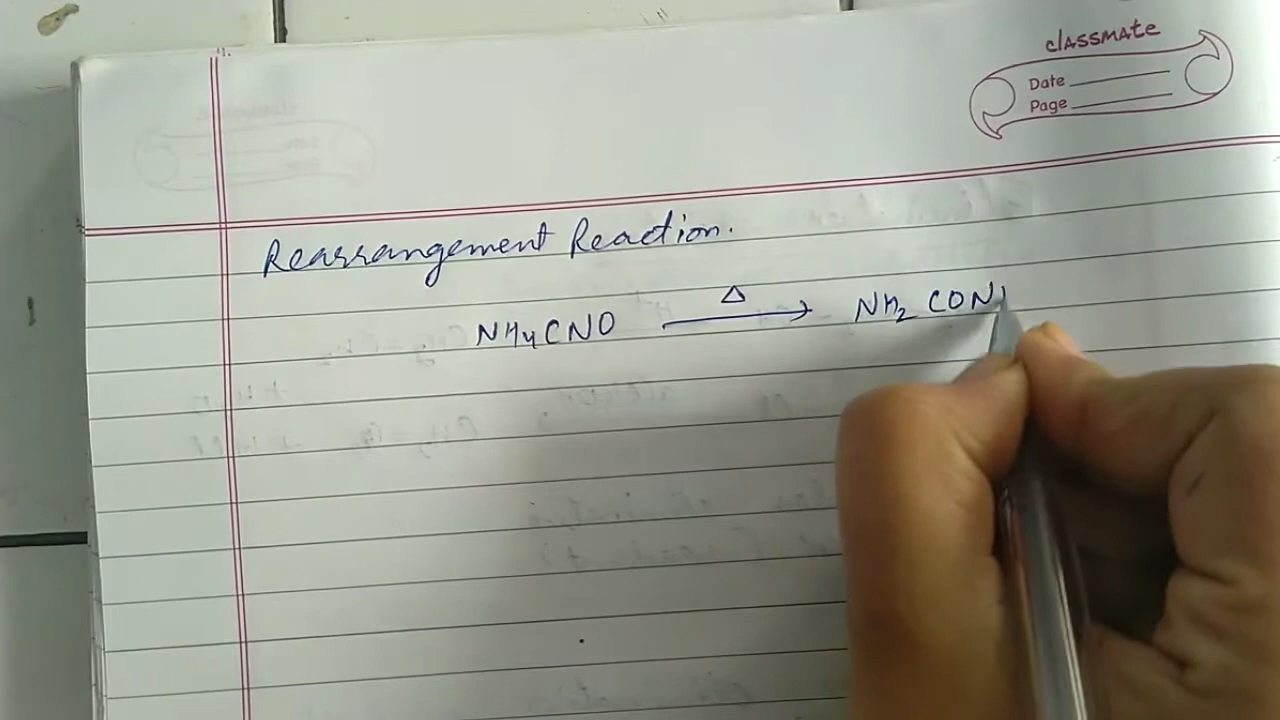 classmate
Date
Page
Rearrangement Reaction.
NH4CNO Δ→ NH2 CON